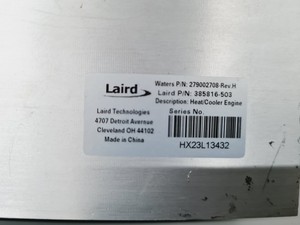 Laird
Waters P/N: 279002708 Rev.H
Laird P/N: 385816-503
Description: Heat/Cooler Engine
Series No.
Laird Technologies
4707 Detroit Avenue
Cleveland OH 44102
Made in China
HX23L13432